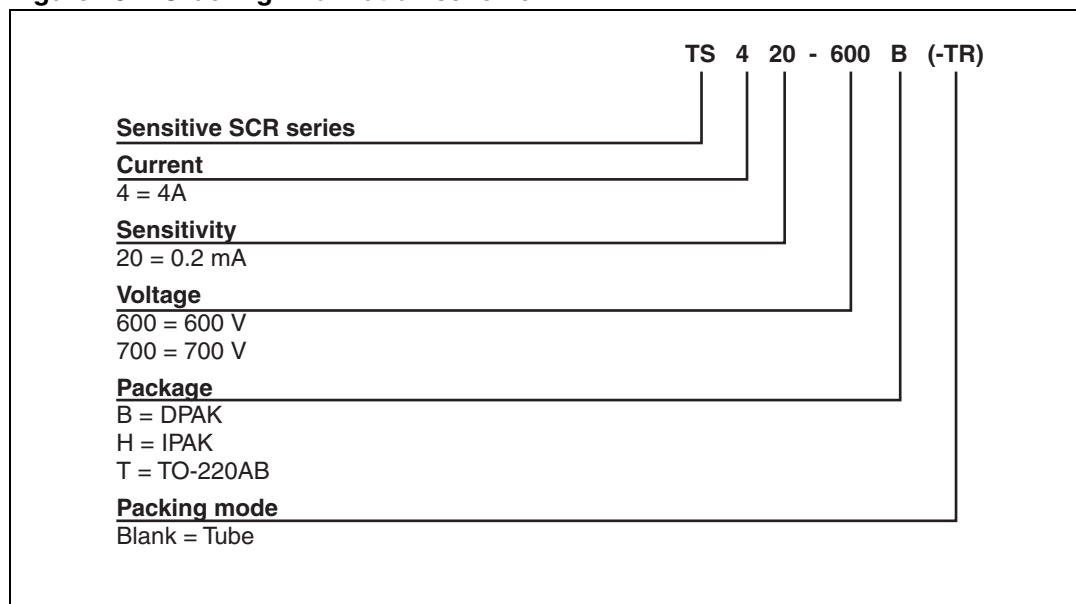 TS 4 20 - 600 B (-TR)
Sensitive SCR series
Current
4 = 4A
Sensitivity
20 = 0.2 mA
Voltage
600 = 600 V
700 = 700 V
Package
B = DPAK
H = IPAK
T = TO-220AB
Packing mode
Blank = Tube